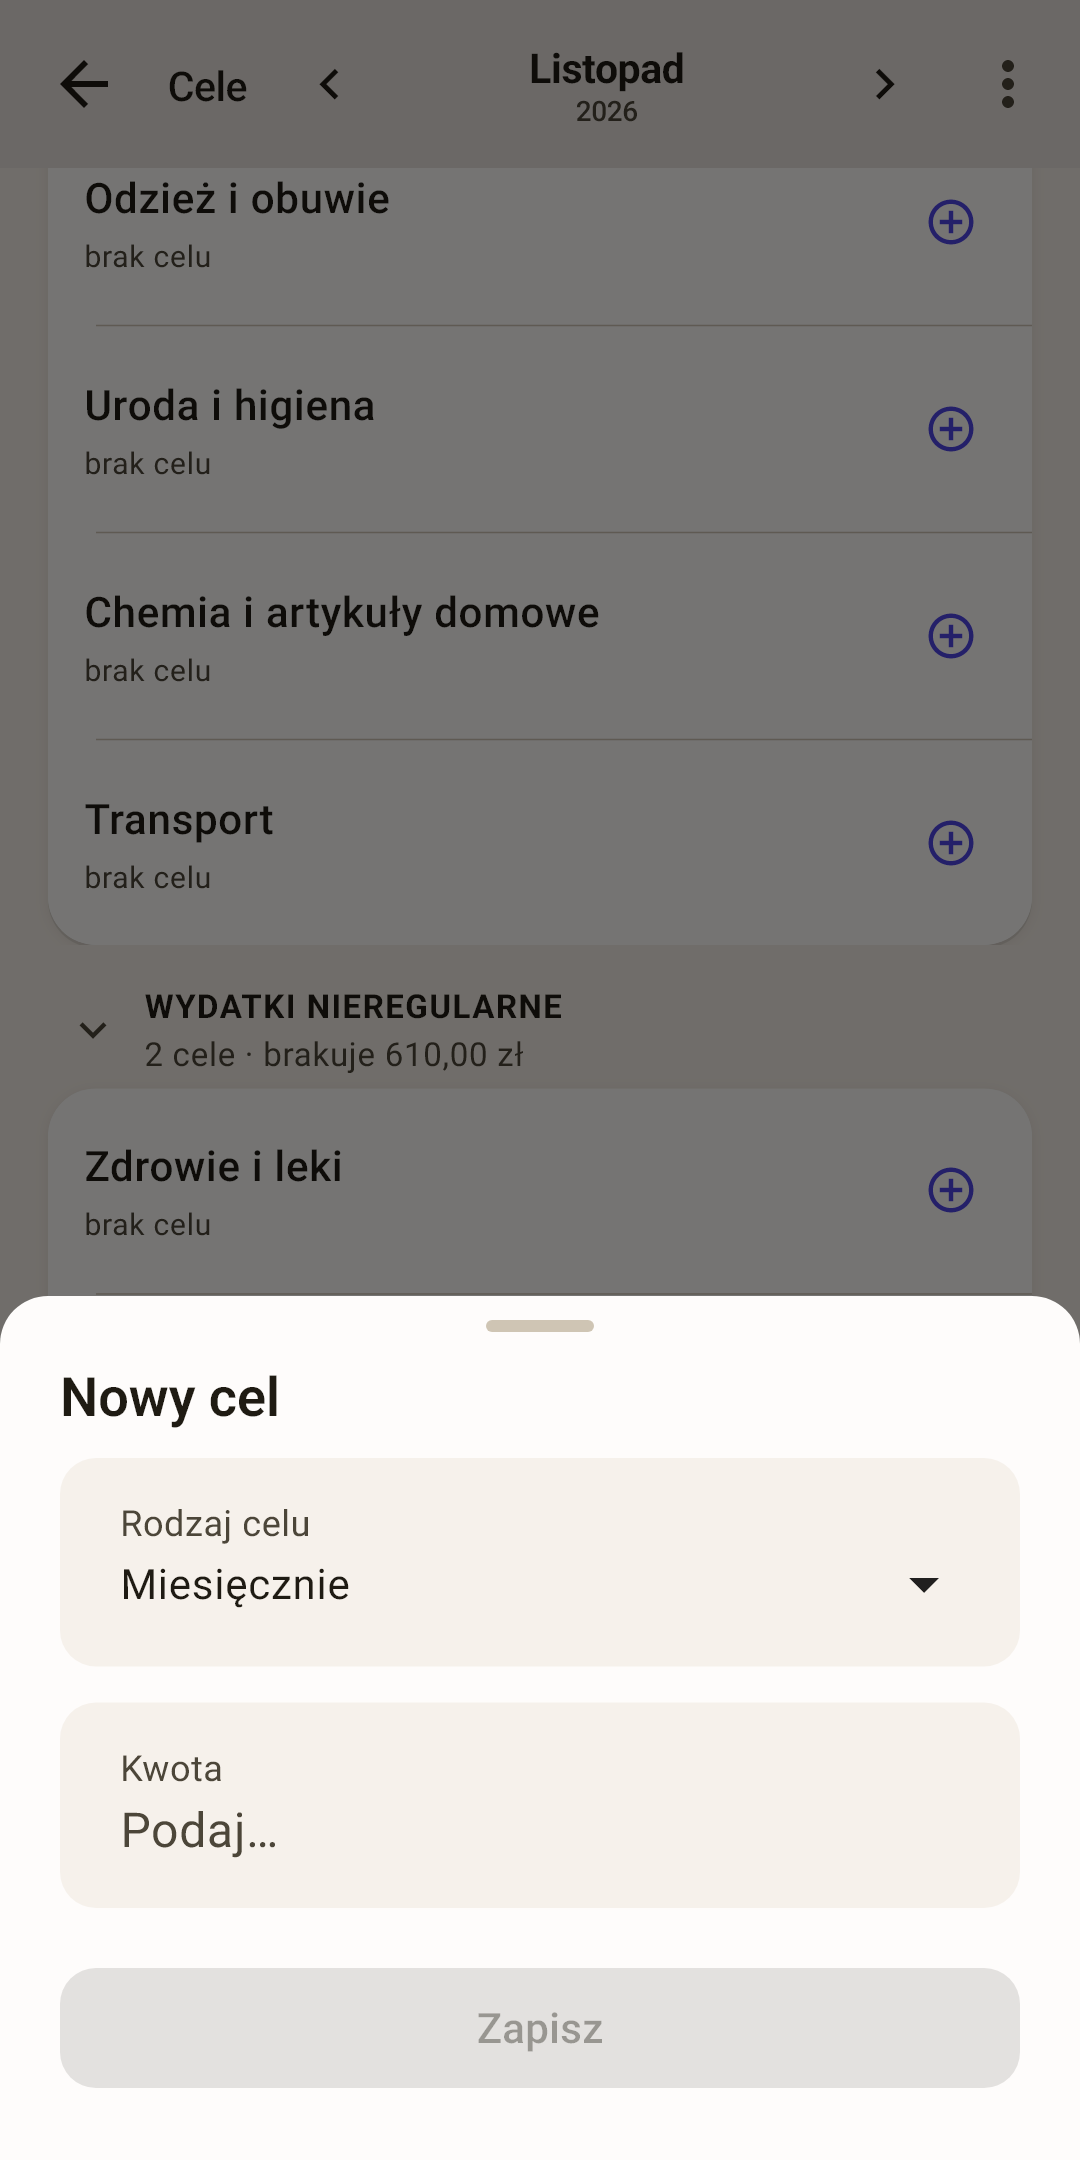 Cele
Listopad
2026
Odzież i obuwie
brak celu
Uroda i higiena
brak celu
Chemia i artykuły domowe
brak celu
Transport
brak celu
WYDATKI NIEREGULARNE
2 cele · brakuje 610,00 zł
Zdrowie i leki
brak celu
Nowy cel
Rodzaj celu
Miesięcznie
Kwota
Podaj…
Zapisz